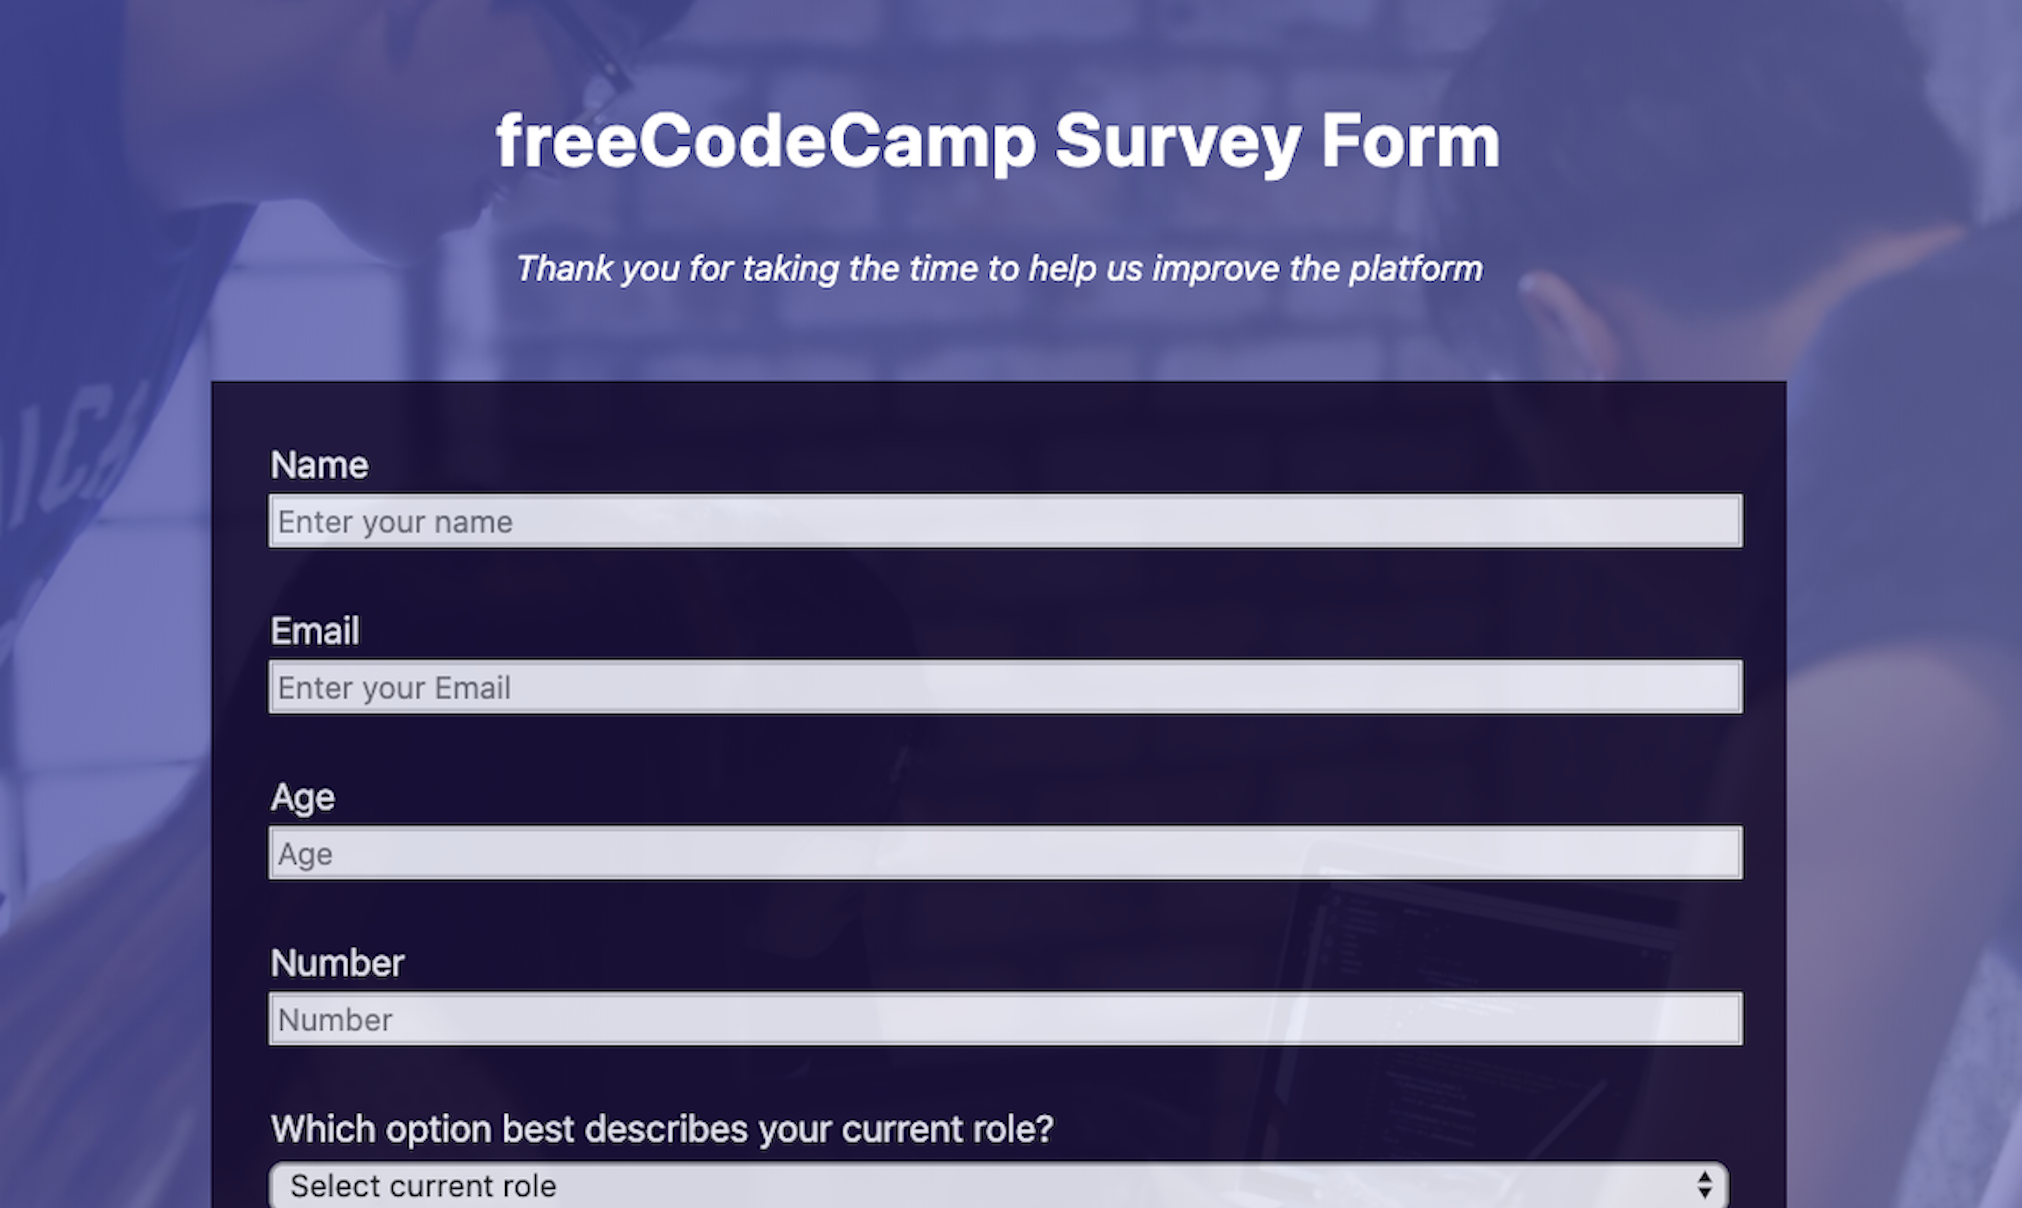 freeCodeCamp Survey Form
Thank you for taking the time to help us improve the platform
Name
Enter your name
Email
Enter your Email
Age
Age
Number
Number
Which option best describes your current role?
Select current role